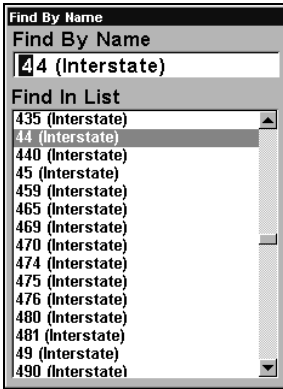 Find By Name
Find By Name
44 (Interstate)
Find In List
435 (Interstate)
44 (Interstate)
440 (Interstate)
45 (Interstate)
459 (Interstate)
465 (Interstate)
469 (Interstate)
470 (Interstate)
474 (Interstate)
475 (Interstate)
476 (Interstate)
480 (Interstate)
481 (Interstate)
49 (Interstate)
490 (Interstate)